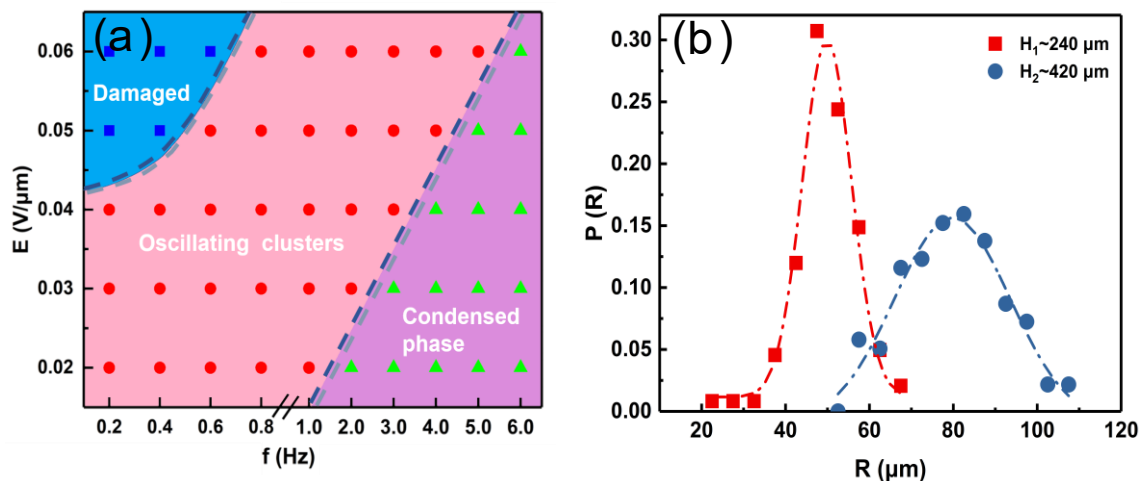 (a)
Damaged
Oscillating clusters
Condensed
phase
E (V/µm)
0.06
0.05
0.04
0.03
0.02
0.2 0.4 0.6 0.8 1.0 2.0 3.0 4.0 5.0 6.0
f (Hz)
(b)
H₁~240 µm
H₂~420 µm
P (R)
0.30
0.25
0.20
0.15
0.10
0.05
0.00
20 40 60 80 100 120
R (µm)